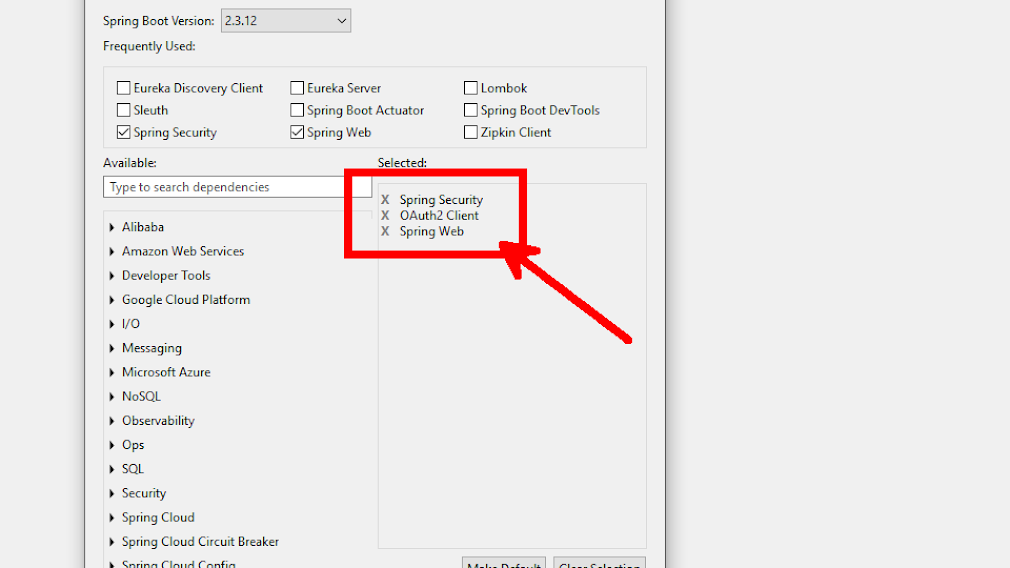 Spring Boot Version: 2.3.12
Frequently Used:
Eureka Discovery Client Eureka Server Lombok
Sleuth Spring Boot Actuator Spring Boot DevTools
Spring Security Spring Web Zipkin Client
Available: Selected:
Type to search dependencies
X Spring Security
X OAuth2 Client
X Spring Web
Alibaba
Amazon Web Services
Developer Tools
Google Cloud Platform
I/O
Messaging
Microsoft Azure
NoSQL
Observability
Ops
SQL
Security
Spring Cloud
Spring Cloud Circuit Breaker
Spring Cloud Config
Make Default Clear Selection